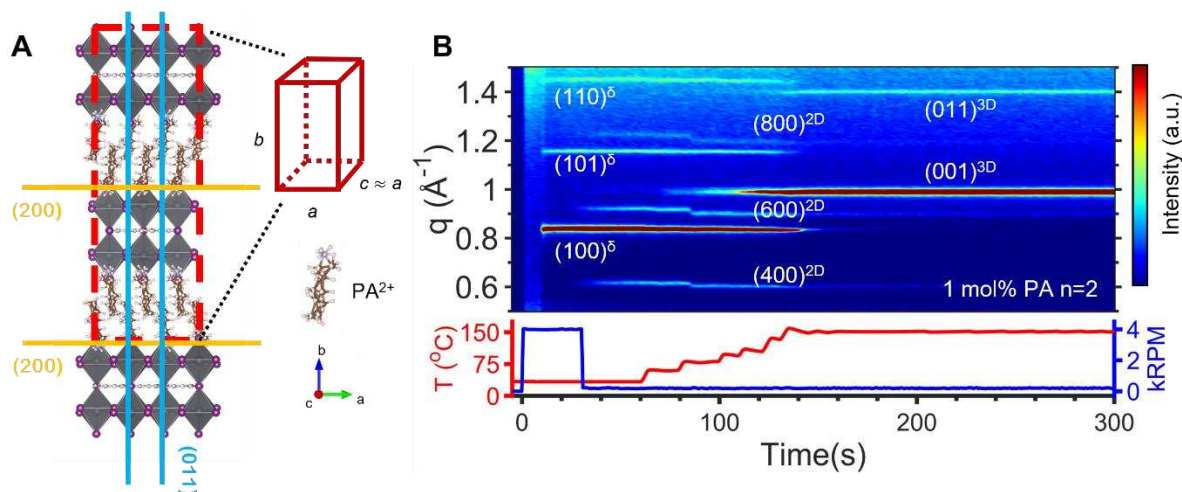 A
b
c ≈ a
a
(200)
PA²⁺
(200)
b
c
a
(011)
B
1.4
1.2
1
0.8
0.6
q (Å⁻¹)
(110)^δ
(800)^2D
(011)^3D
(101)^δ
(001)^3D
(600)^2D
(100)^δ
(400)^2D
1 mol% PA n=2
Intensity (a.u.)
150
75
0
T (°C)
4
2
0
kRPM
0
100
200
300
Time(s)